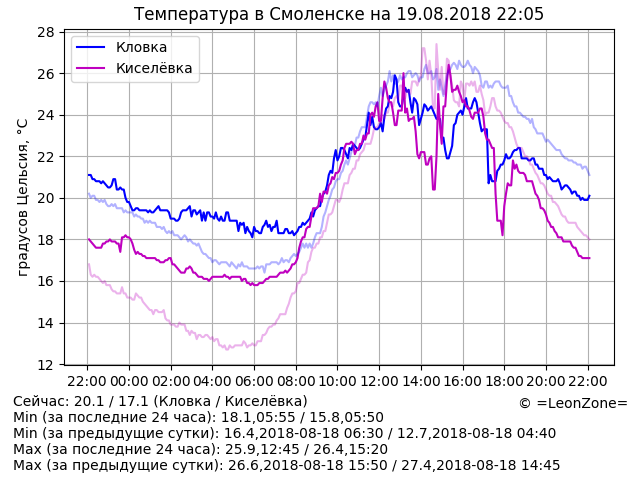 Температура в Смоленске на 19.08.2018 22:05
градусов Цельсия, °C
28
26
24
22
20
18
16
14
12
Кловка
Киселёвка
22:00 00:00 02:00 04:00 06:00 08:00 10:00 12:00 14:00 16:00 18:00 20:00 22:00
Сейчас: 20.1 / 17.1 (Кловка / Киселёвка)
© =LeonZone=
Min (за последние 24 часа): 18.1,05:55 / 15.8,05:50
Min (за предыдущие сутки): 16.4,2018-08-18 06:30 / 12.7,2018-08-18 04:40
Max (за последние 24 часа): 25.9,12:45 / 26.4,15:20
Max (за предыдущие сутки): 26.6,2018-08-18 15:50 / 27.4,2018-08-18 14:45